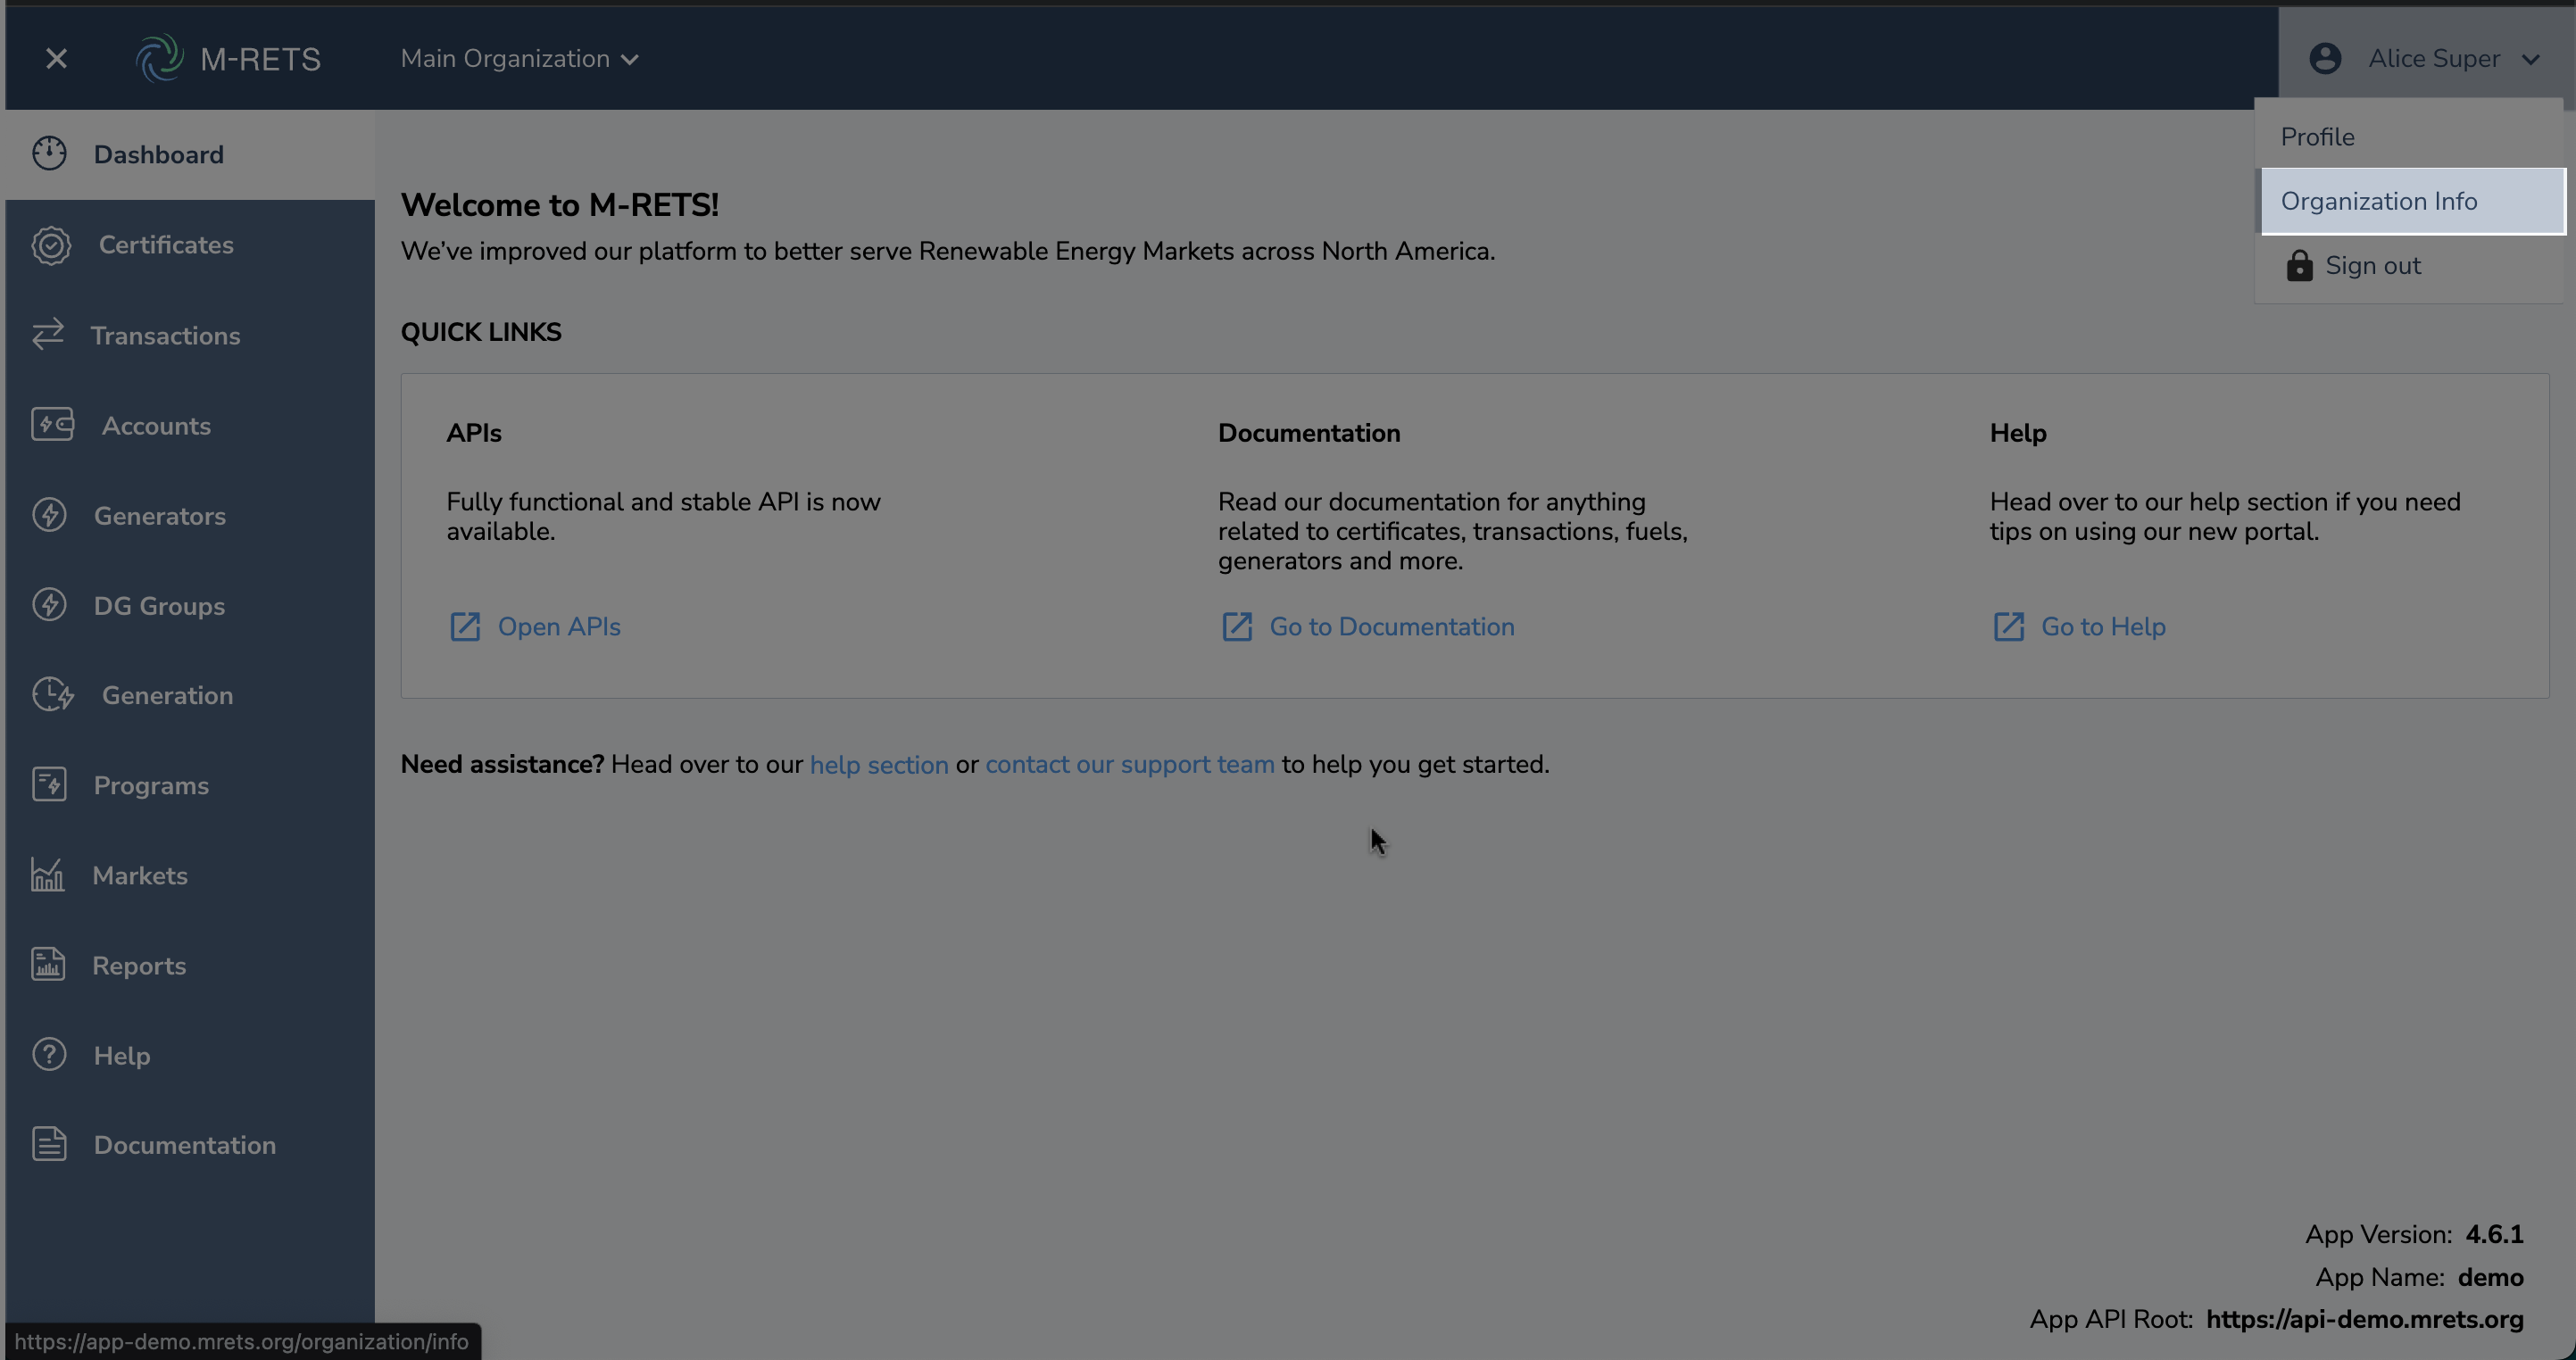 M-RETS
Main Organization
Alice Super
Profile
Organization Info
Sign out
Dashboard
Certificates
Transactions
Accounts
Generators
DG Groups
Generation
Programs
Markets
Reports
Help
Documentation
Welcome to M-RETS!
We’ve improved our platform to better serve Renewable Energy Markets across North America.
QUICK LINKS
APIs
Fully functional and stable API is now
available.
Open APIs
Documentation
Read our documentation for anything
related to certificates, transactions, fuels,
generators and more.
Go to Documentation
Help
Head over to our help section if you need
tips on using our new portal.
Go to Help
Need assistance? Head over to our help section or contact our support team to help you get started.
App Version: 4.6.1
App Name: demo
App API Root: https://api-demo.mrets.org
https://app-demo.mrets.org/organization/info